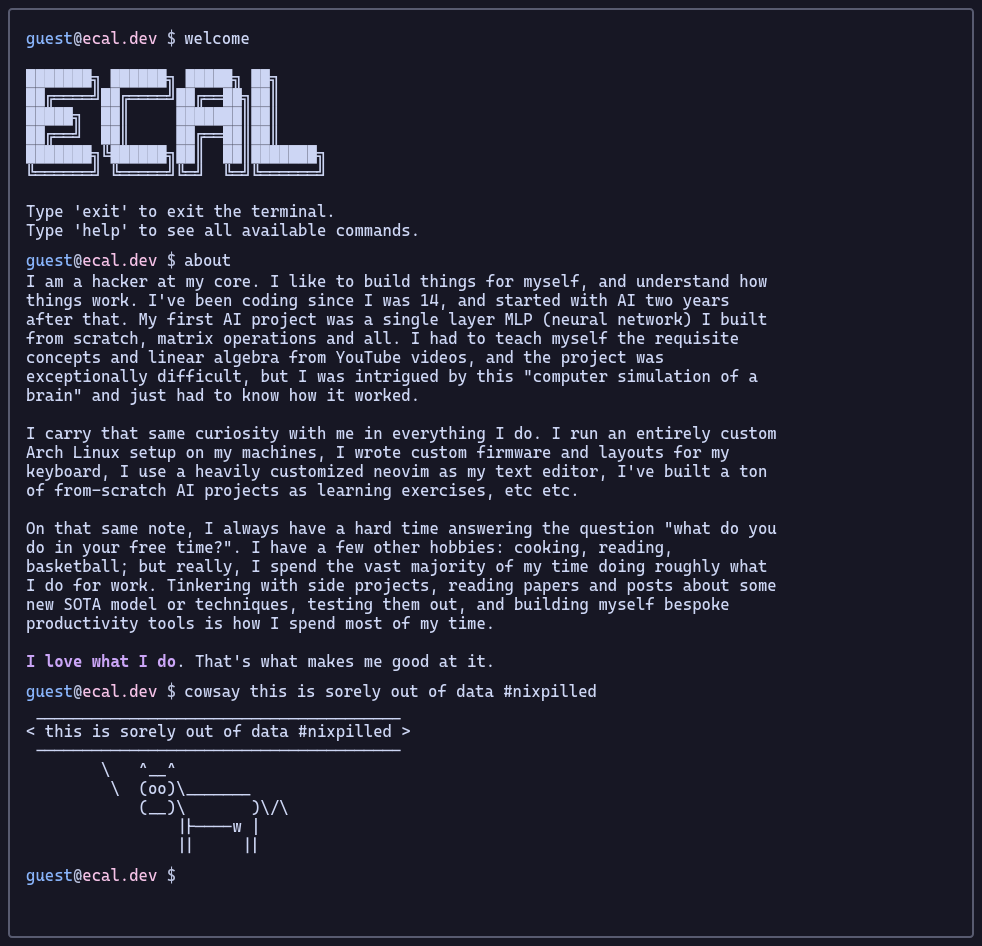 guest@ecal.dev $ welcome
ECAL
Type 'exit' to exit the terminal.
Type 'help' to see all available commands.
guest@ecal.dev $ about
I am a hacker at my core. I like to build things for myself, and understand how
things work. I've been coding since I was 14, and started with AI two years
after that. My first AI project was a single layer MLP (neural network) I built
from scratch, matrix operations and all. I had to teach myself the requisite
concepts and linear algebra from YouTube videos, and the project was
exceptionally difficult, but I was intrigued by this "computer simulation of a
brain" and just had to know how it worked.
I carry that same curiosity with me in everything I do. I run an entirely custom
Arch Linux setup on my machines, I wrote custom firmware and layouts for my
keyboard, I use a heavily customized neovim as my text editor, I've built a ton
of from-scratch AI projects as learning exercises, etc etc.
On that same note, I always have a hard time answering the question "what do you
do in your free time?". I have a few other hobbies: cooking, reading,
basketball; but really, I spend the vast majority of my time doing roughly what
I do for work. Tinkering with side projects, reading papers and posts about some
new SOTA model or techniques, testing them out, and building myself bespoke
productivity tools is how I spend most of my time.
I love what I do. That's what makes me good at it.
guest@ecal.dev $ cowsay this is sorely out of data #nixpilled
 _______________________________________
< this is sorely out of data #nixpilled >
 ---------------------------------------
        \   ^__^
         \  (oo)\_______
            (__)\       )\/\
                ||----w |
                ||     ||
guest@ecal.dev $